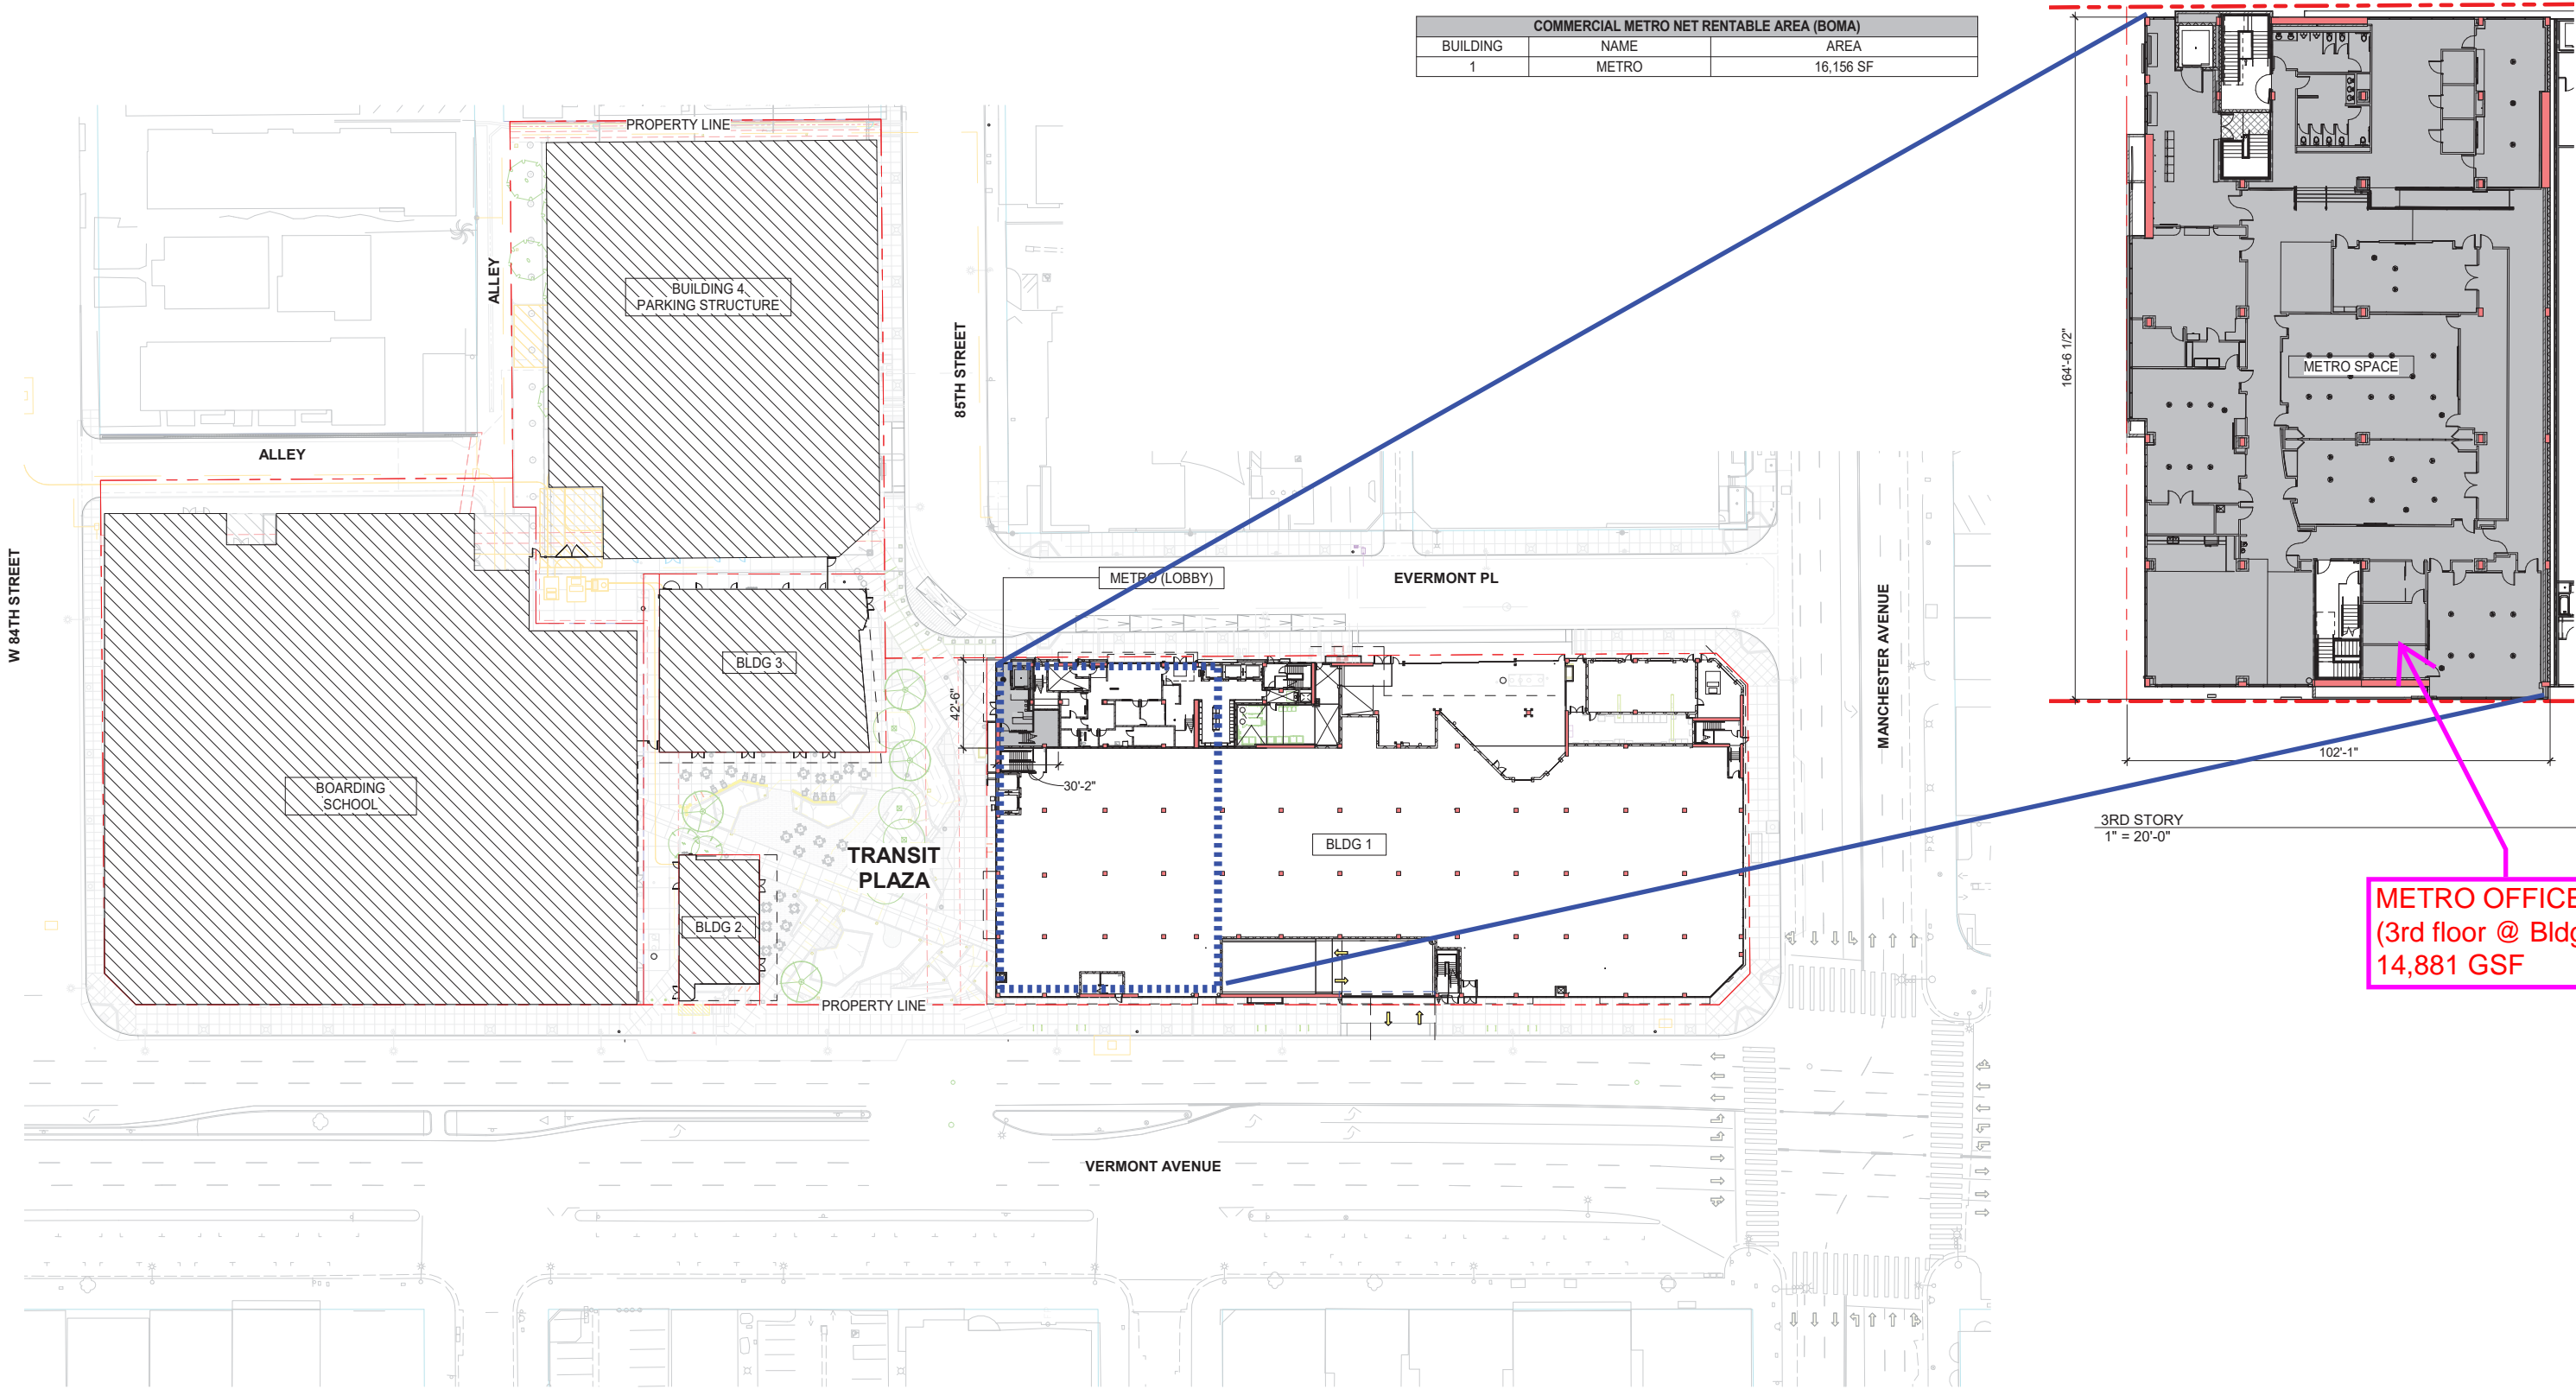 COMMERCIAL METRO NET RENTABLE AREA (BOMA)
BUILDING NAME AREA
1 METRO 16,156 SF
PROPERTY LINE
BUILDING 4
PARKING STRUCTURE
ALLEY
85TH STREET
ALLEY
W 84TH STREET
METRO (LOBBY)
EVERMONT PL
MANCHESTER AVENUE
BLDG 3
42'-6"
30'-2"
BOARDING
SCHOOL
TRANSIT
PLAZA
BLDG 1
BLDG 2
PROPERTY LINE
VERMONT AVENUE
164'-6 1/2"
METRO SPACE
102'-1"
3RD STORY
1" = 20'-0"
METRO OFFICE
(3rd floor @ Bldg
14,881 GSF